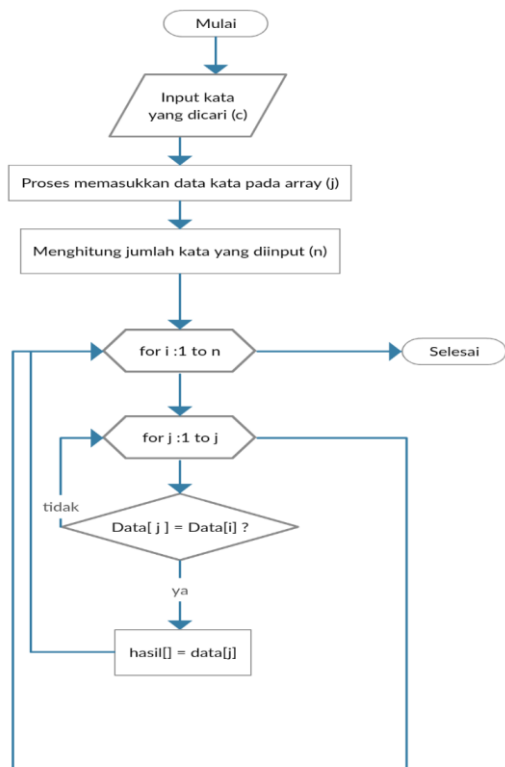 Mulai
Input kata
yang dicari (c)
Proses memasukkan data kata pada array (j)
Menghitung jumlah kata yang diinput (n)
for i :1 to n
Selesai
for j :1 to j
tidak
Data[ j ] = Data[i] ?
ya
hasil[] = data[j]